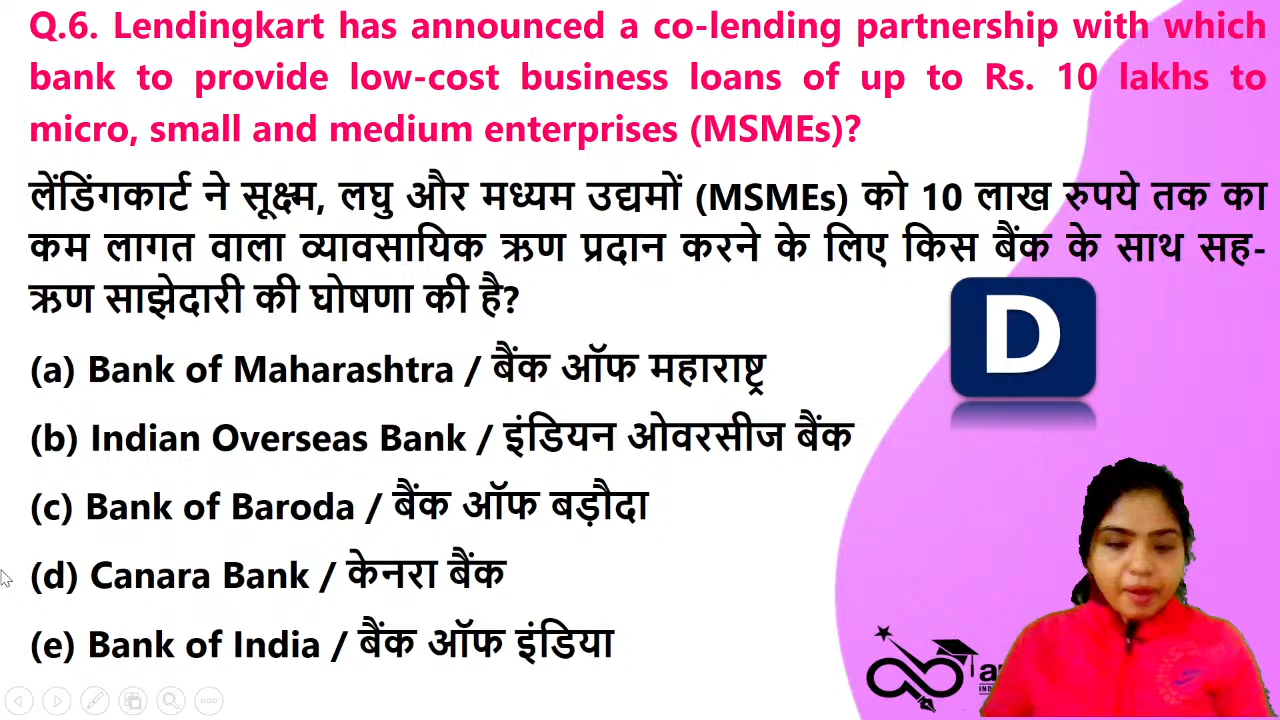 Q.6. Lendingkart has announced a co-lending partnership with which
bank to provide low-cost business loans of up to Rs. 10 lakhs to
micro, small and medium enterprises (MSMEs)?
लेंडिंगकार्ट ने सूक्ष्म, लघु और मध्यम उद्यमों (MSMEs) को 10 लाख रुपये तक का
कम लागत वाला व्यावसायिक ऋण प्रदान करने के लिए किस बैंक के साथ सह-
ऋण साझेदारी की घोषणा की है?
D
(a) Bank of Maharashtra / बैंक ऑफ महाराष्ट्र
(b) Indian Overseas Bank / इंडियन ओवरसीज बैंक
(c) Bank of Baroda / बैंक ऑफ बड़ौदा
(d) Canara Bank / केनरा बैंक
(e) Bank of India / बैंक ऑफ इंडिया